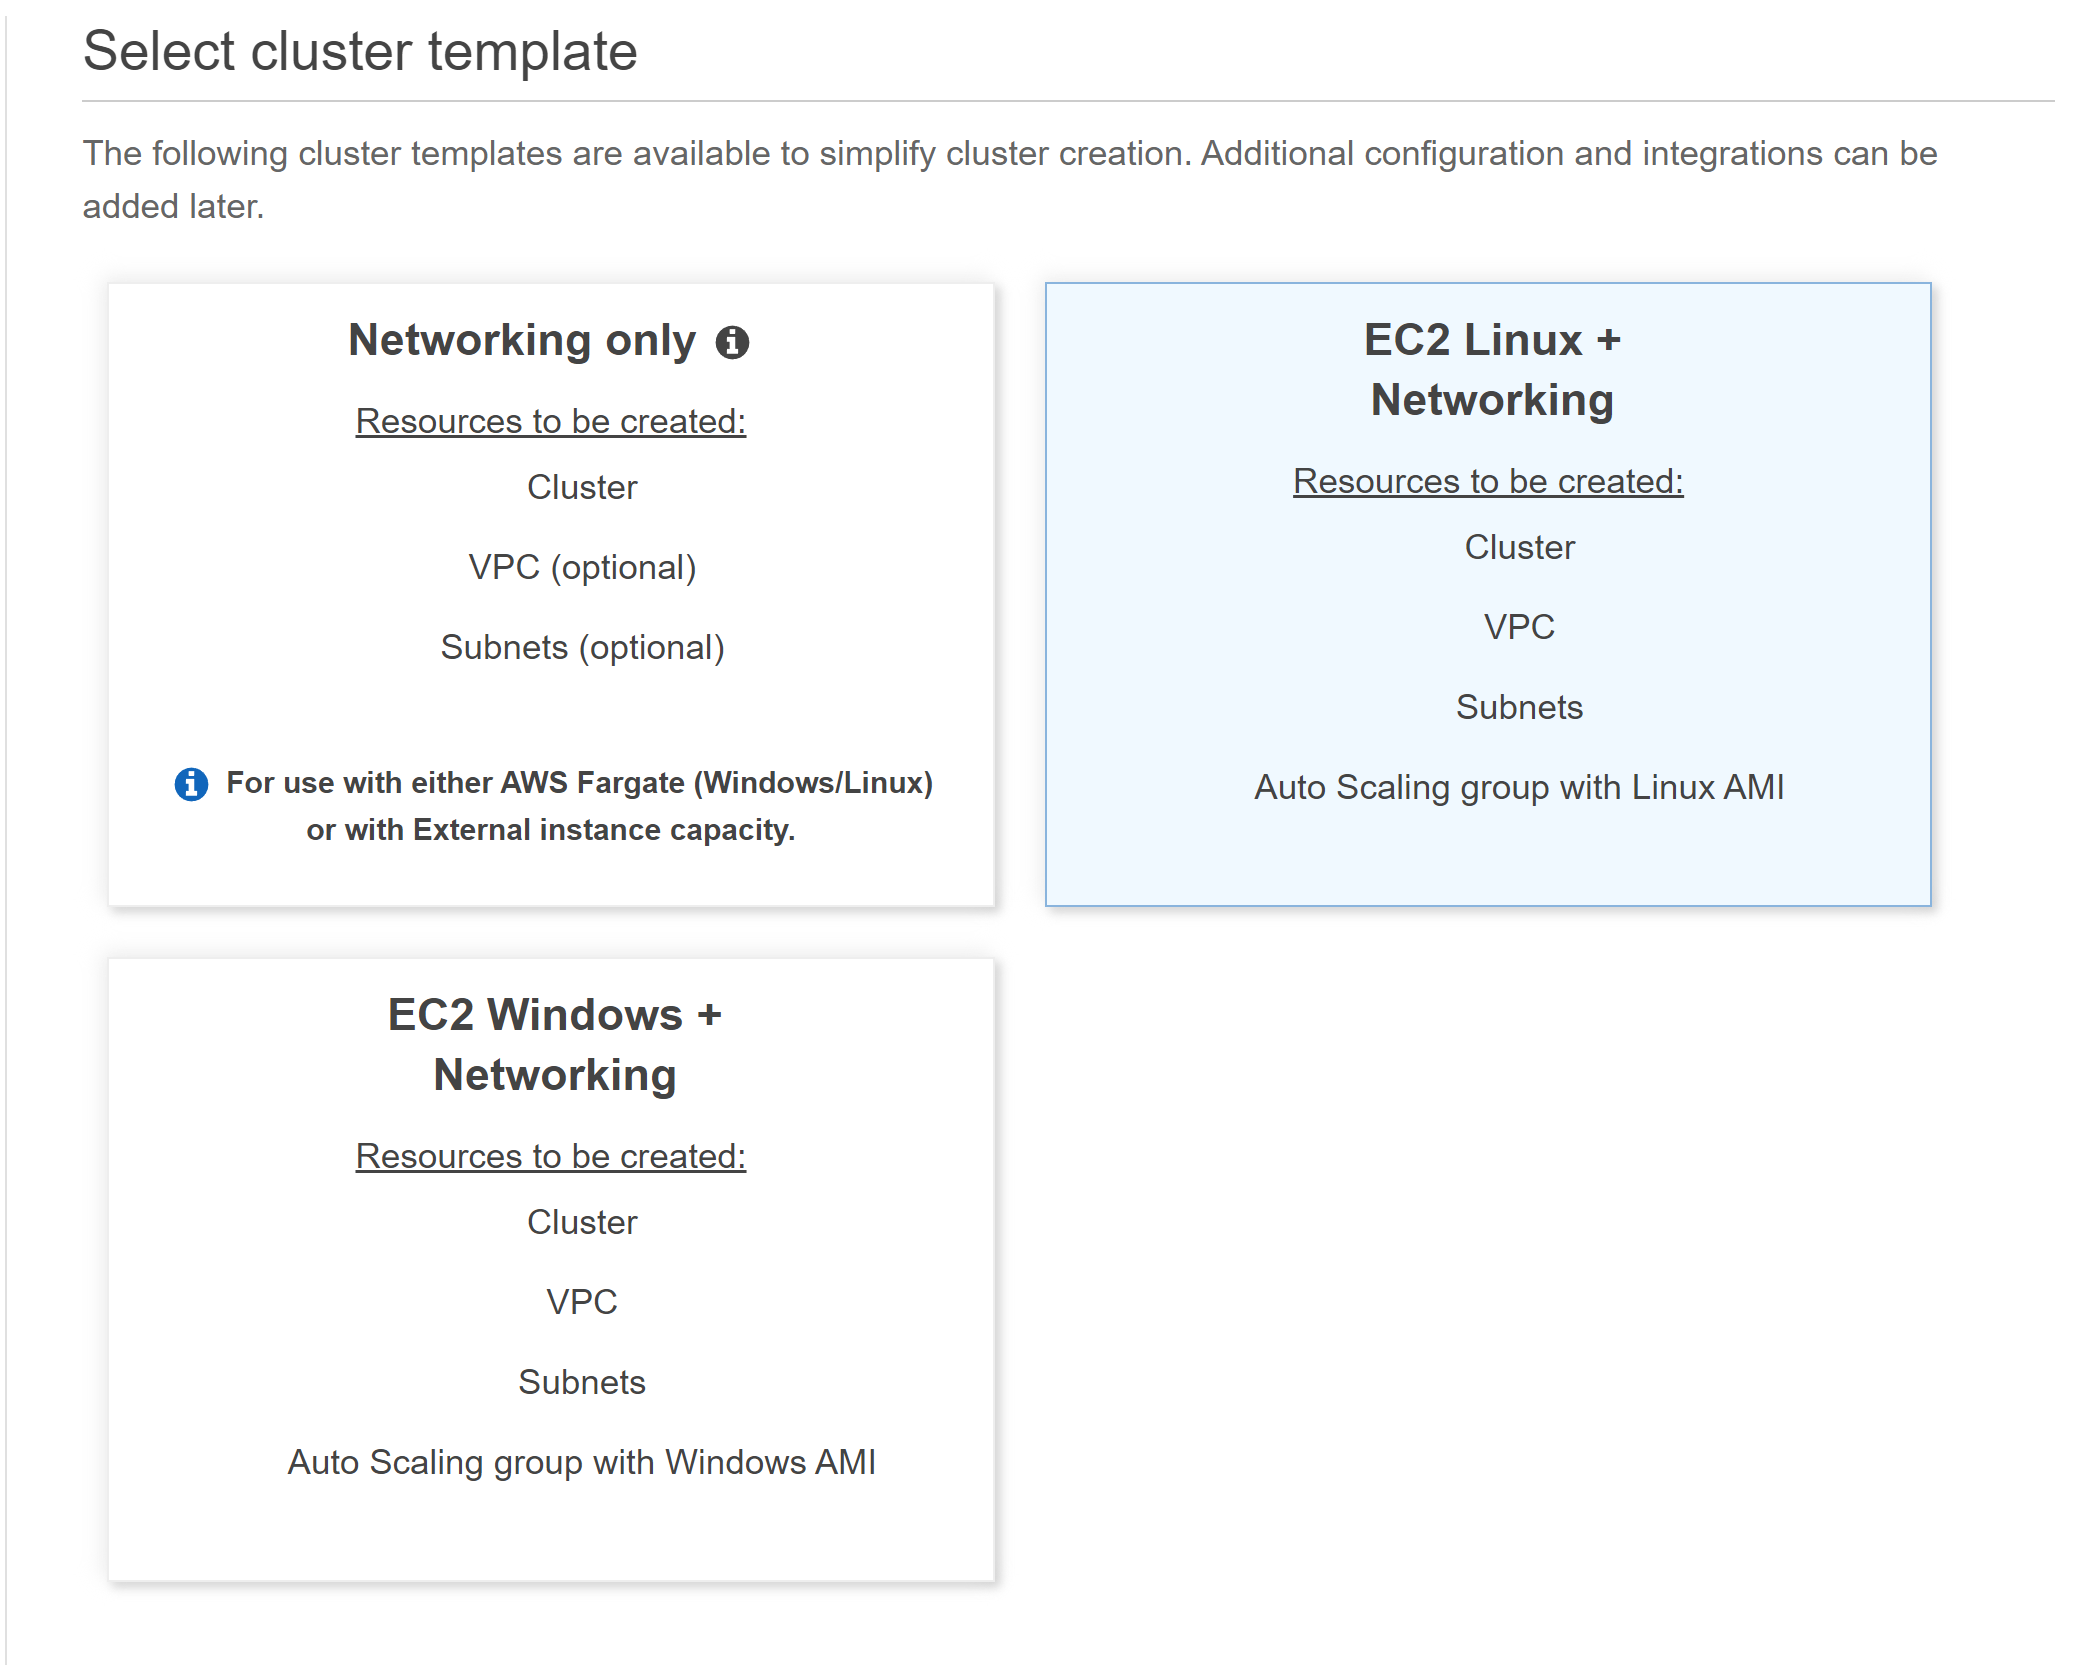 Select cluster template
The following cluster templates are available to simplify cluster creation. Additional configuration and integrations can be
added later.
Networking only
Resources to be created:
Cluster
VPC (optional)
Subnets (optional)
For use with either AWS Fargate (Windows/Linux)
or with External instance capacity.
EC2 Linux +
Networking
Resources to be created:
Cluster
VPC
Subnets
Auto Scaling group with Linux AMI
EC2 Windows +
Networking
Resources to be created:
Cluster
VPC
Subnets
Auto Scaling group with Windows AMI